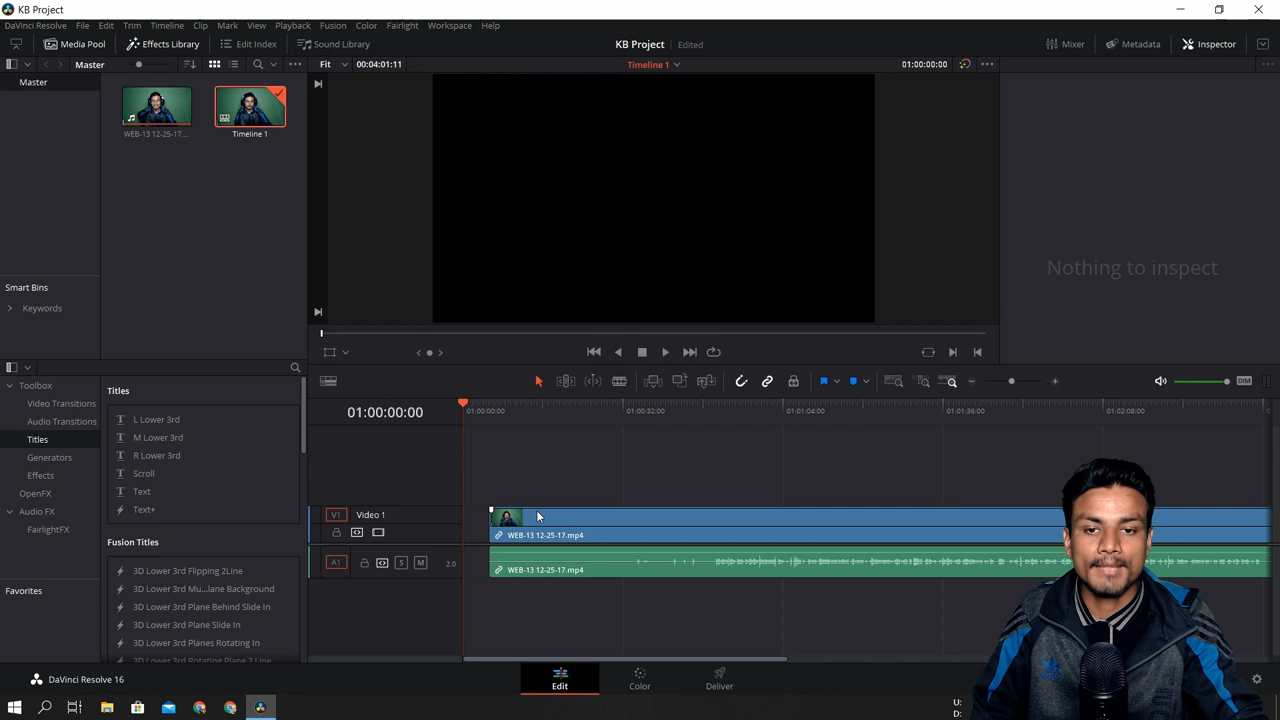 KB Project
DaVinci Resolve File Edit Trim Timeline Clip Mark View Playback Fusion Color Fairlight Workspace Help
Media Pool Effects Library Edit Index Sound Library KB Project Edited Mixer Metadata Inspector
Master Fit 00:04:01:11 Timeline 1 01:00:00:00
Master
WEB-13 12-25-17.... Timeline 1
Nothing to inspect
Smart Bins
Keywords
Toolbox
Video Transitions
Audio Transitions
Titles
Generators
Effects
OpenFX
Audio FX
FairlightFX
Favorites
Titles
L Lower 3rd
M Lower 3rd
R Lower 3rd
Scroll
Text
Text+
Fusion Titles
3D Lower 3rd Flipping 2Line
3D Lower 3rd Mu...lane Background
3D Lower 3rd Plane Behind Slide In
3D Lower 3rd Plane Slide In
3D Lower 3rd Planes Rotating In
3D Lower 3rd Rotating Plane 2 Line
DIM
01:00:00:00 01:00:00:00 01:00:32:00 01:01:04:00 01:01:36:00 01:02:08:00
V1 Video 1
WEB-13 12-25-17.mp4
A1 S M 2.0
WEB-13 12-25-17.mp4
DaVinci Resolve 16 Edit Color Deliver
U:
D: